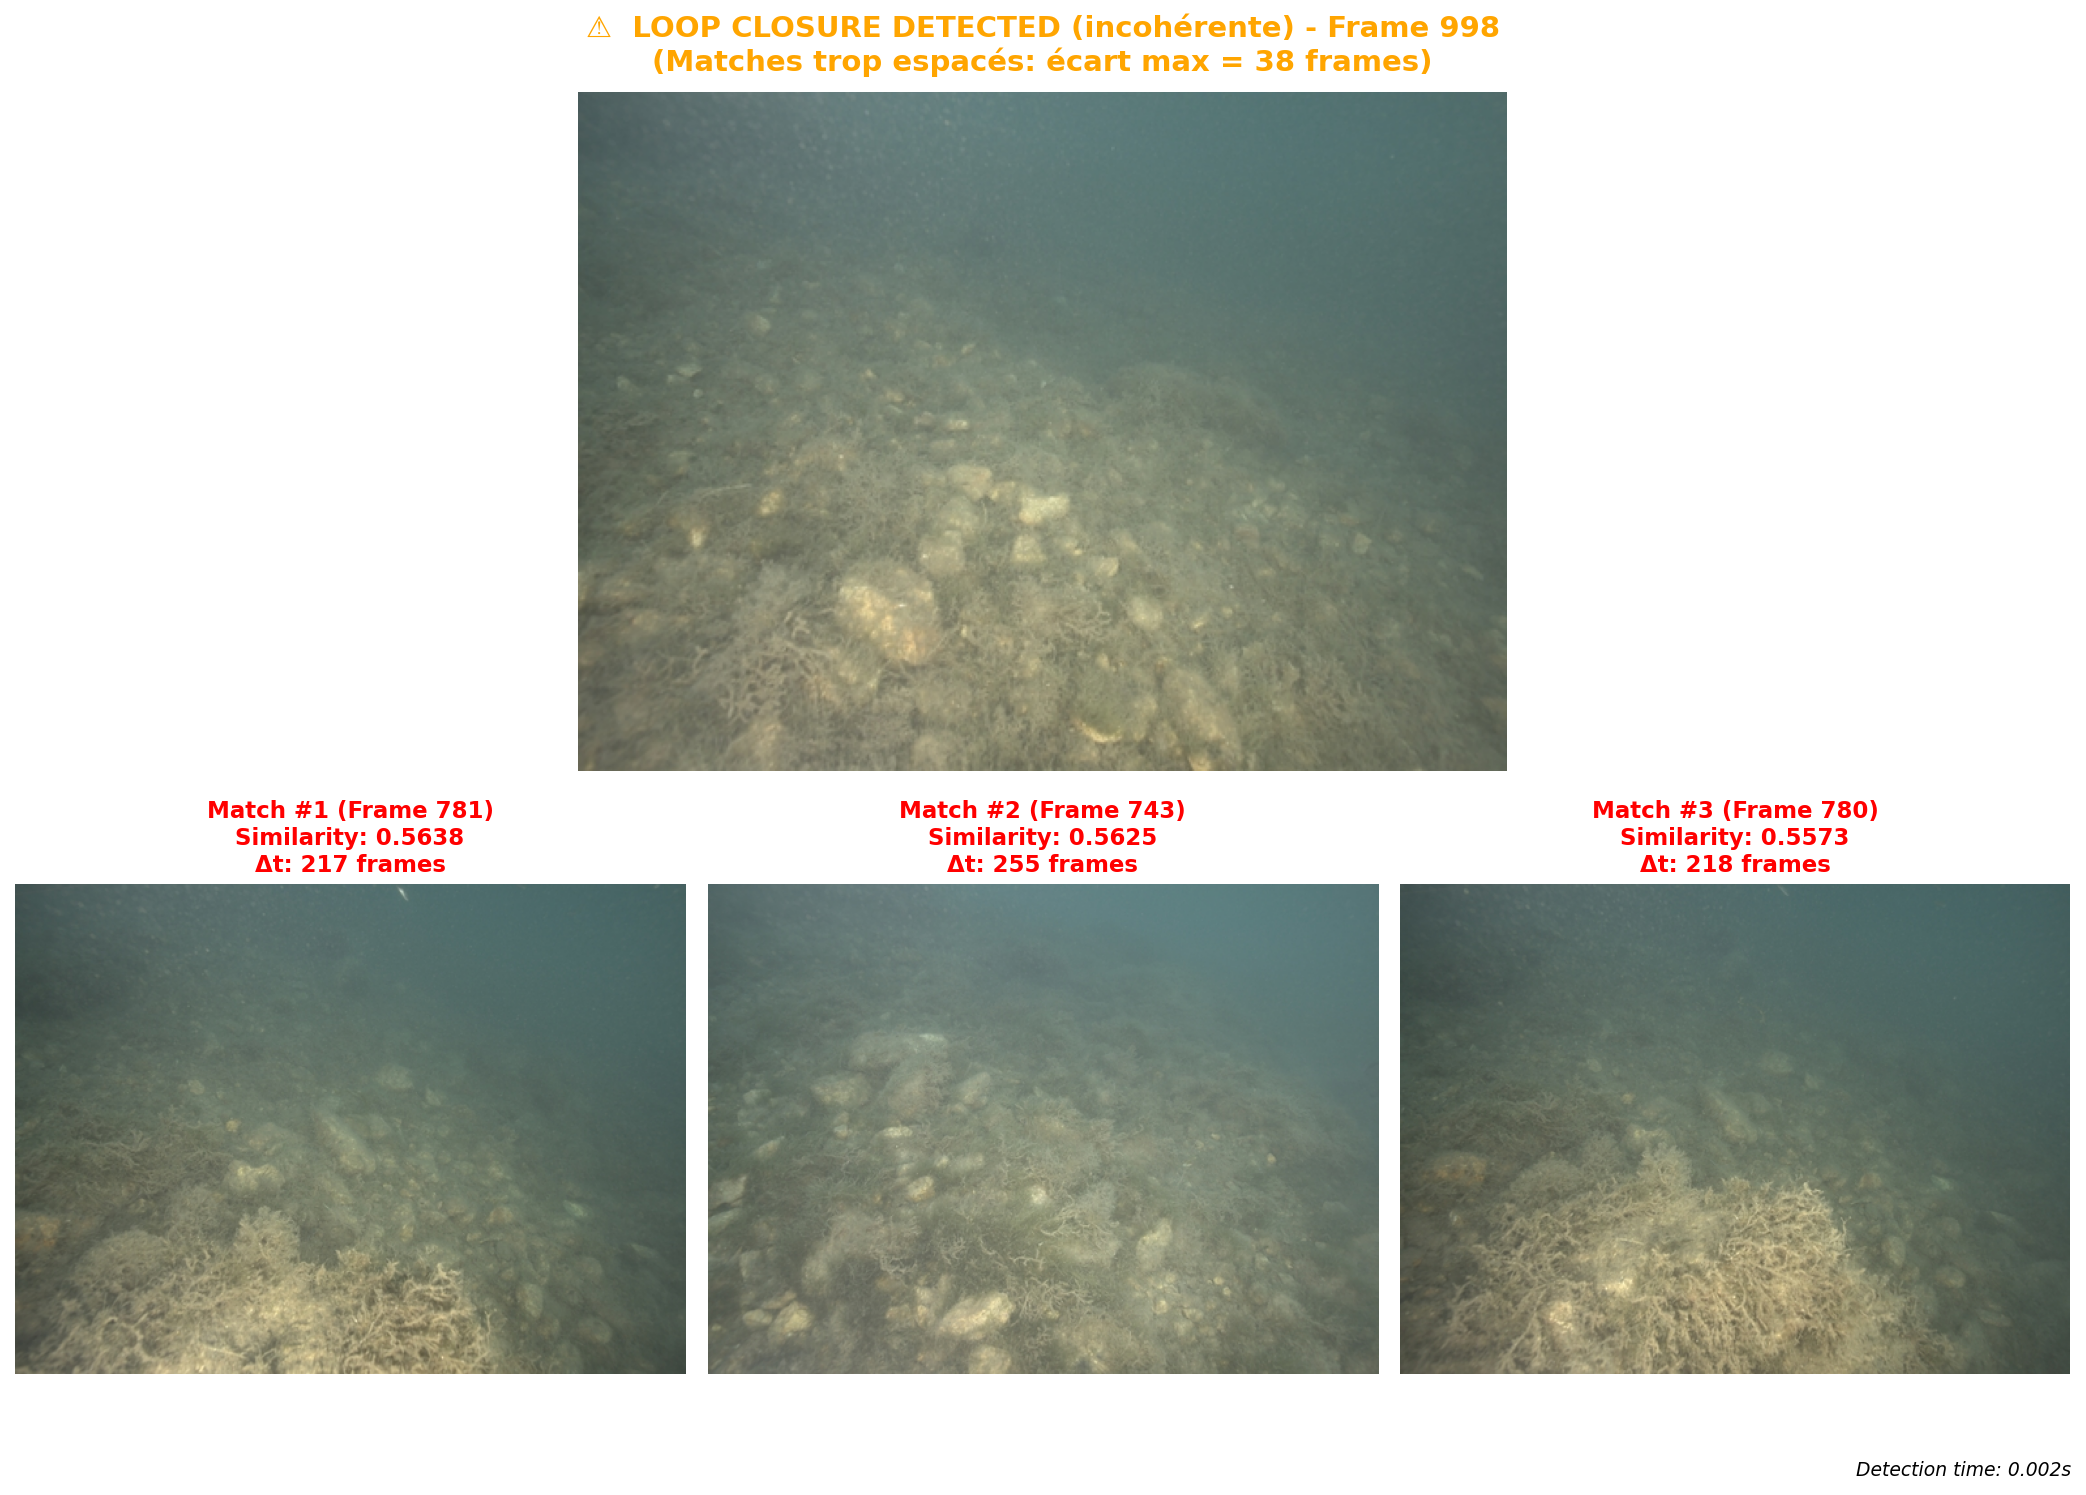 ⚠ LOOP CLOSURE DETECTED (incohérente) - Frame 998
(Matches trop espacés: écart max = 38 frames)
Match #1 (Frame 781)
Similarity: 0.5638
Δt: 217 frames
Match #2 (Frame 743)
Similarity: 0.5625
Δt: 255 frames
Match #3 (Frame 780)
Similarity: 0.5573
Δt: 218 frames
Detection time: 0.002s